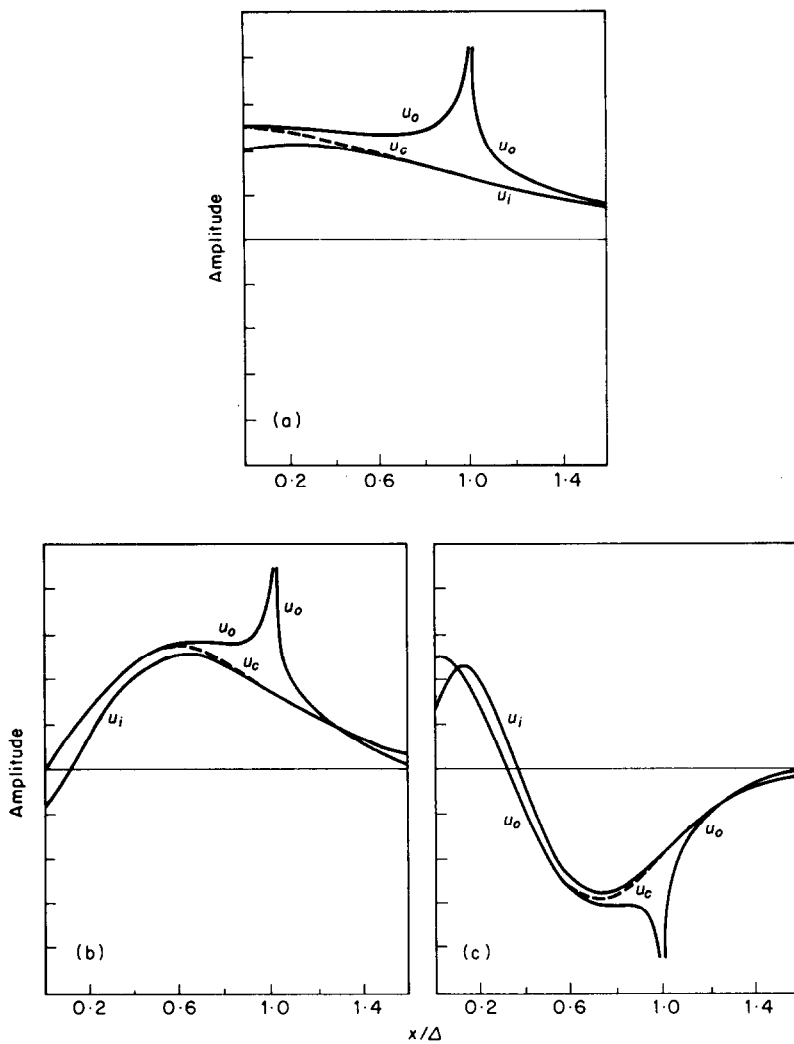 Amplitude
u₀
u₀
u_c
u_i
(a)
0·2 0·6 1·0 1·4
Amplitude
u₀
u₀
u_c
u_i
(b)
0·2 0·6 1·0 1·4
u_i
u₀
u₀
u_c
(c)
0·2 0·6 1·0 1·4
x/Δ